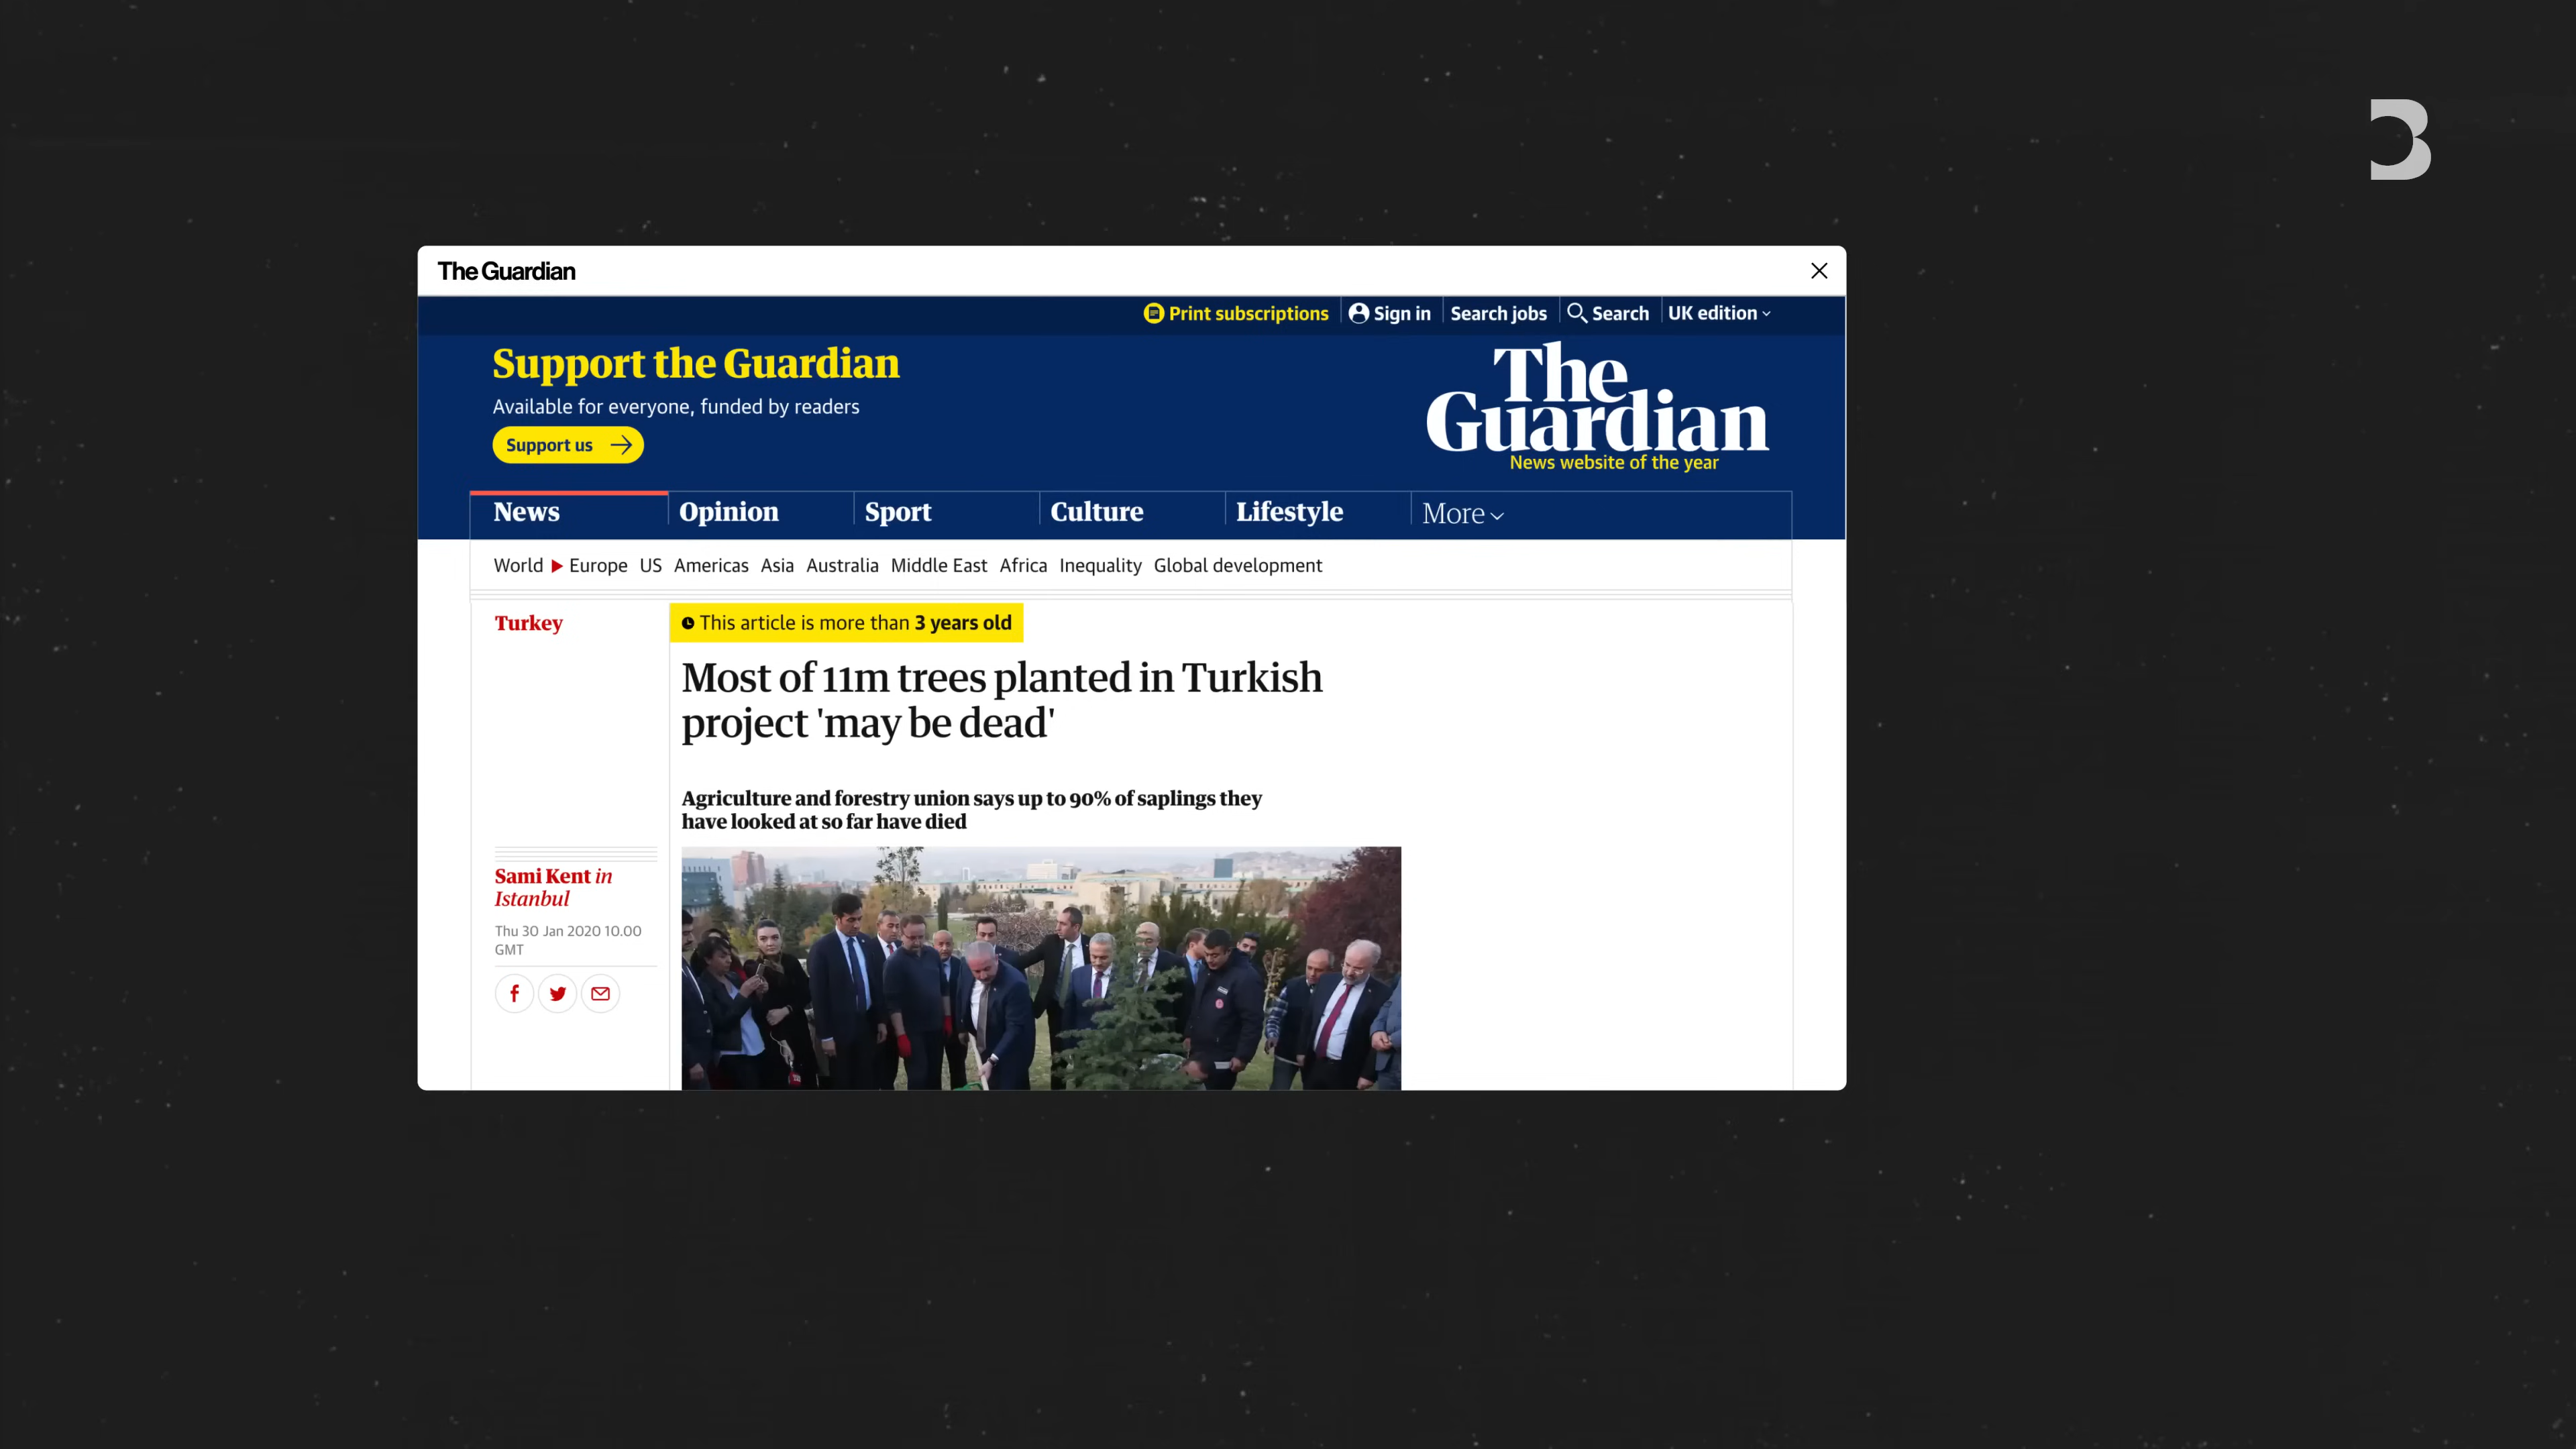 3
The Guardian
Print subscriptions
Sign in
Search jobs
Search
UK edition
Support the Guardian
Available for everyone, funded by readers
Support us
The
Guardian
News website of the year
News
Opinion
Sport
Culture
Lifestyle
More
World
Europe
US
Americas
Asia
Australia
Middle East
Africa
Inequality
Global development
Turkey
This article is more than 3 years old
Most of 11m trees planted in Turkish
project 'may be dead'
Agriculture and forestry union says up to 90% of saplings they
have looked at so far have died
Sami Kent in
Istanbul
Thu 30 Jan 2020 10.00
GMT